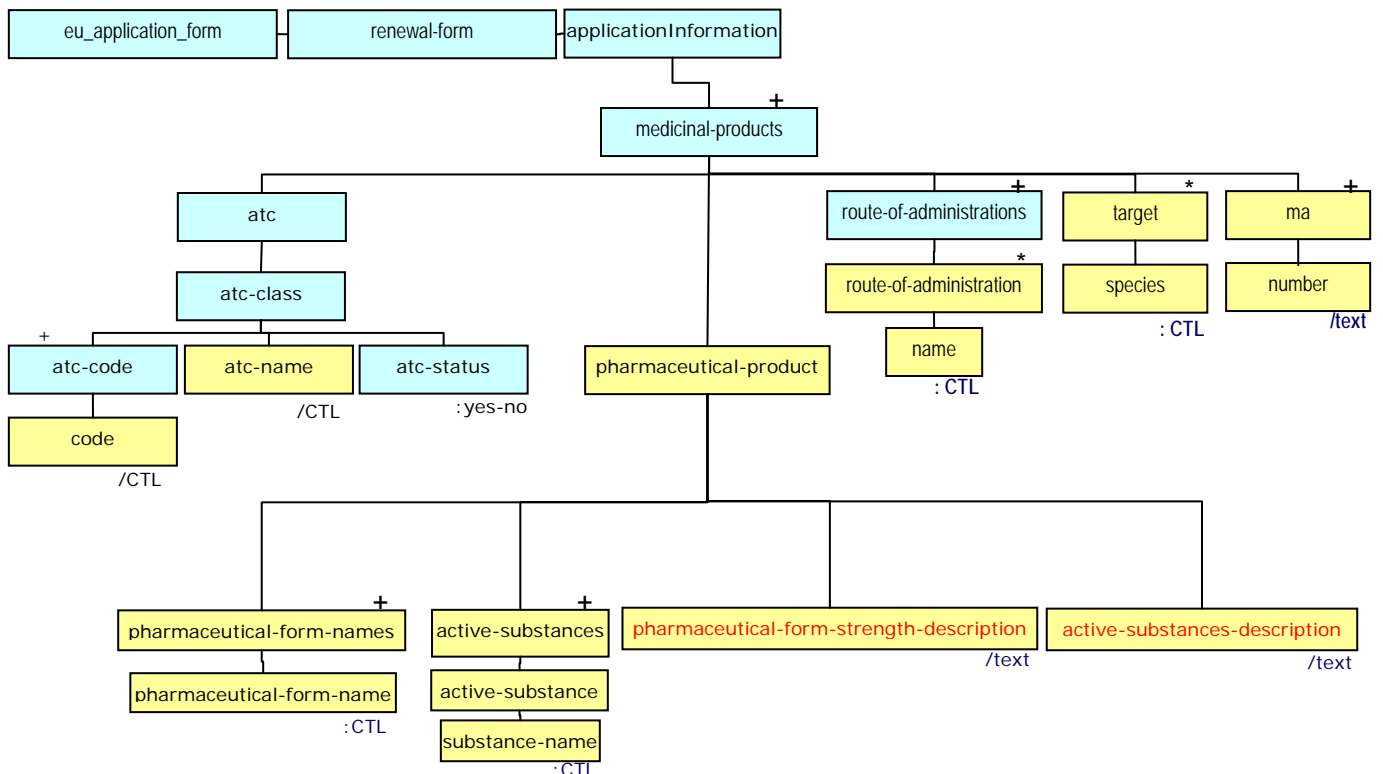 eu_application_form
renewal-form
applicationInformation
+
medicinal-products
atc
+
route-of-administrations
*
target
+
ma
atc-class
*
route-of-administration
species
number
: CTL
/text
+
atc-code
atc-name
atc-status
/CTL
:yes-no
pharmaceutical-product
name
: CTL
code
/CTL
+
pharmaceutical-form-names
+
active-substances
pharmaceutical-form-strength-description
/text
active-substances-description
/text
pharmaceutical-form-name
:CTL
active-substance
substance-name
:CTL